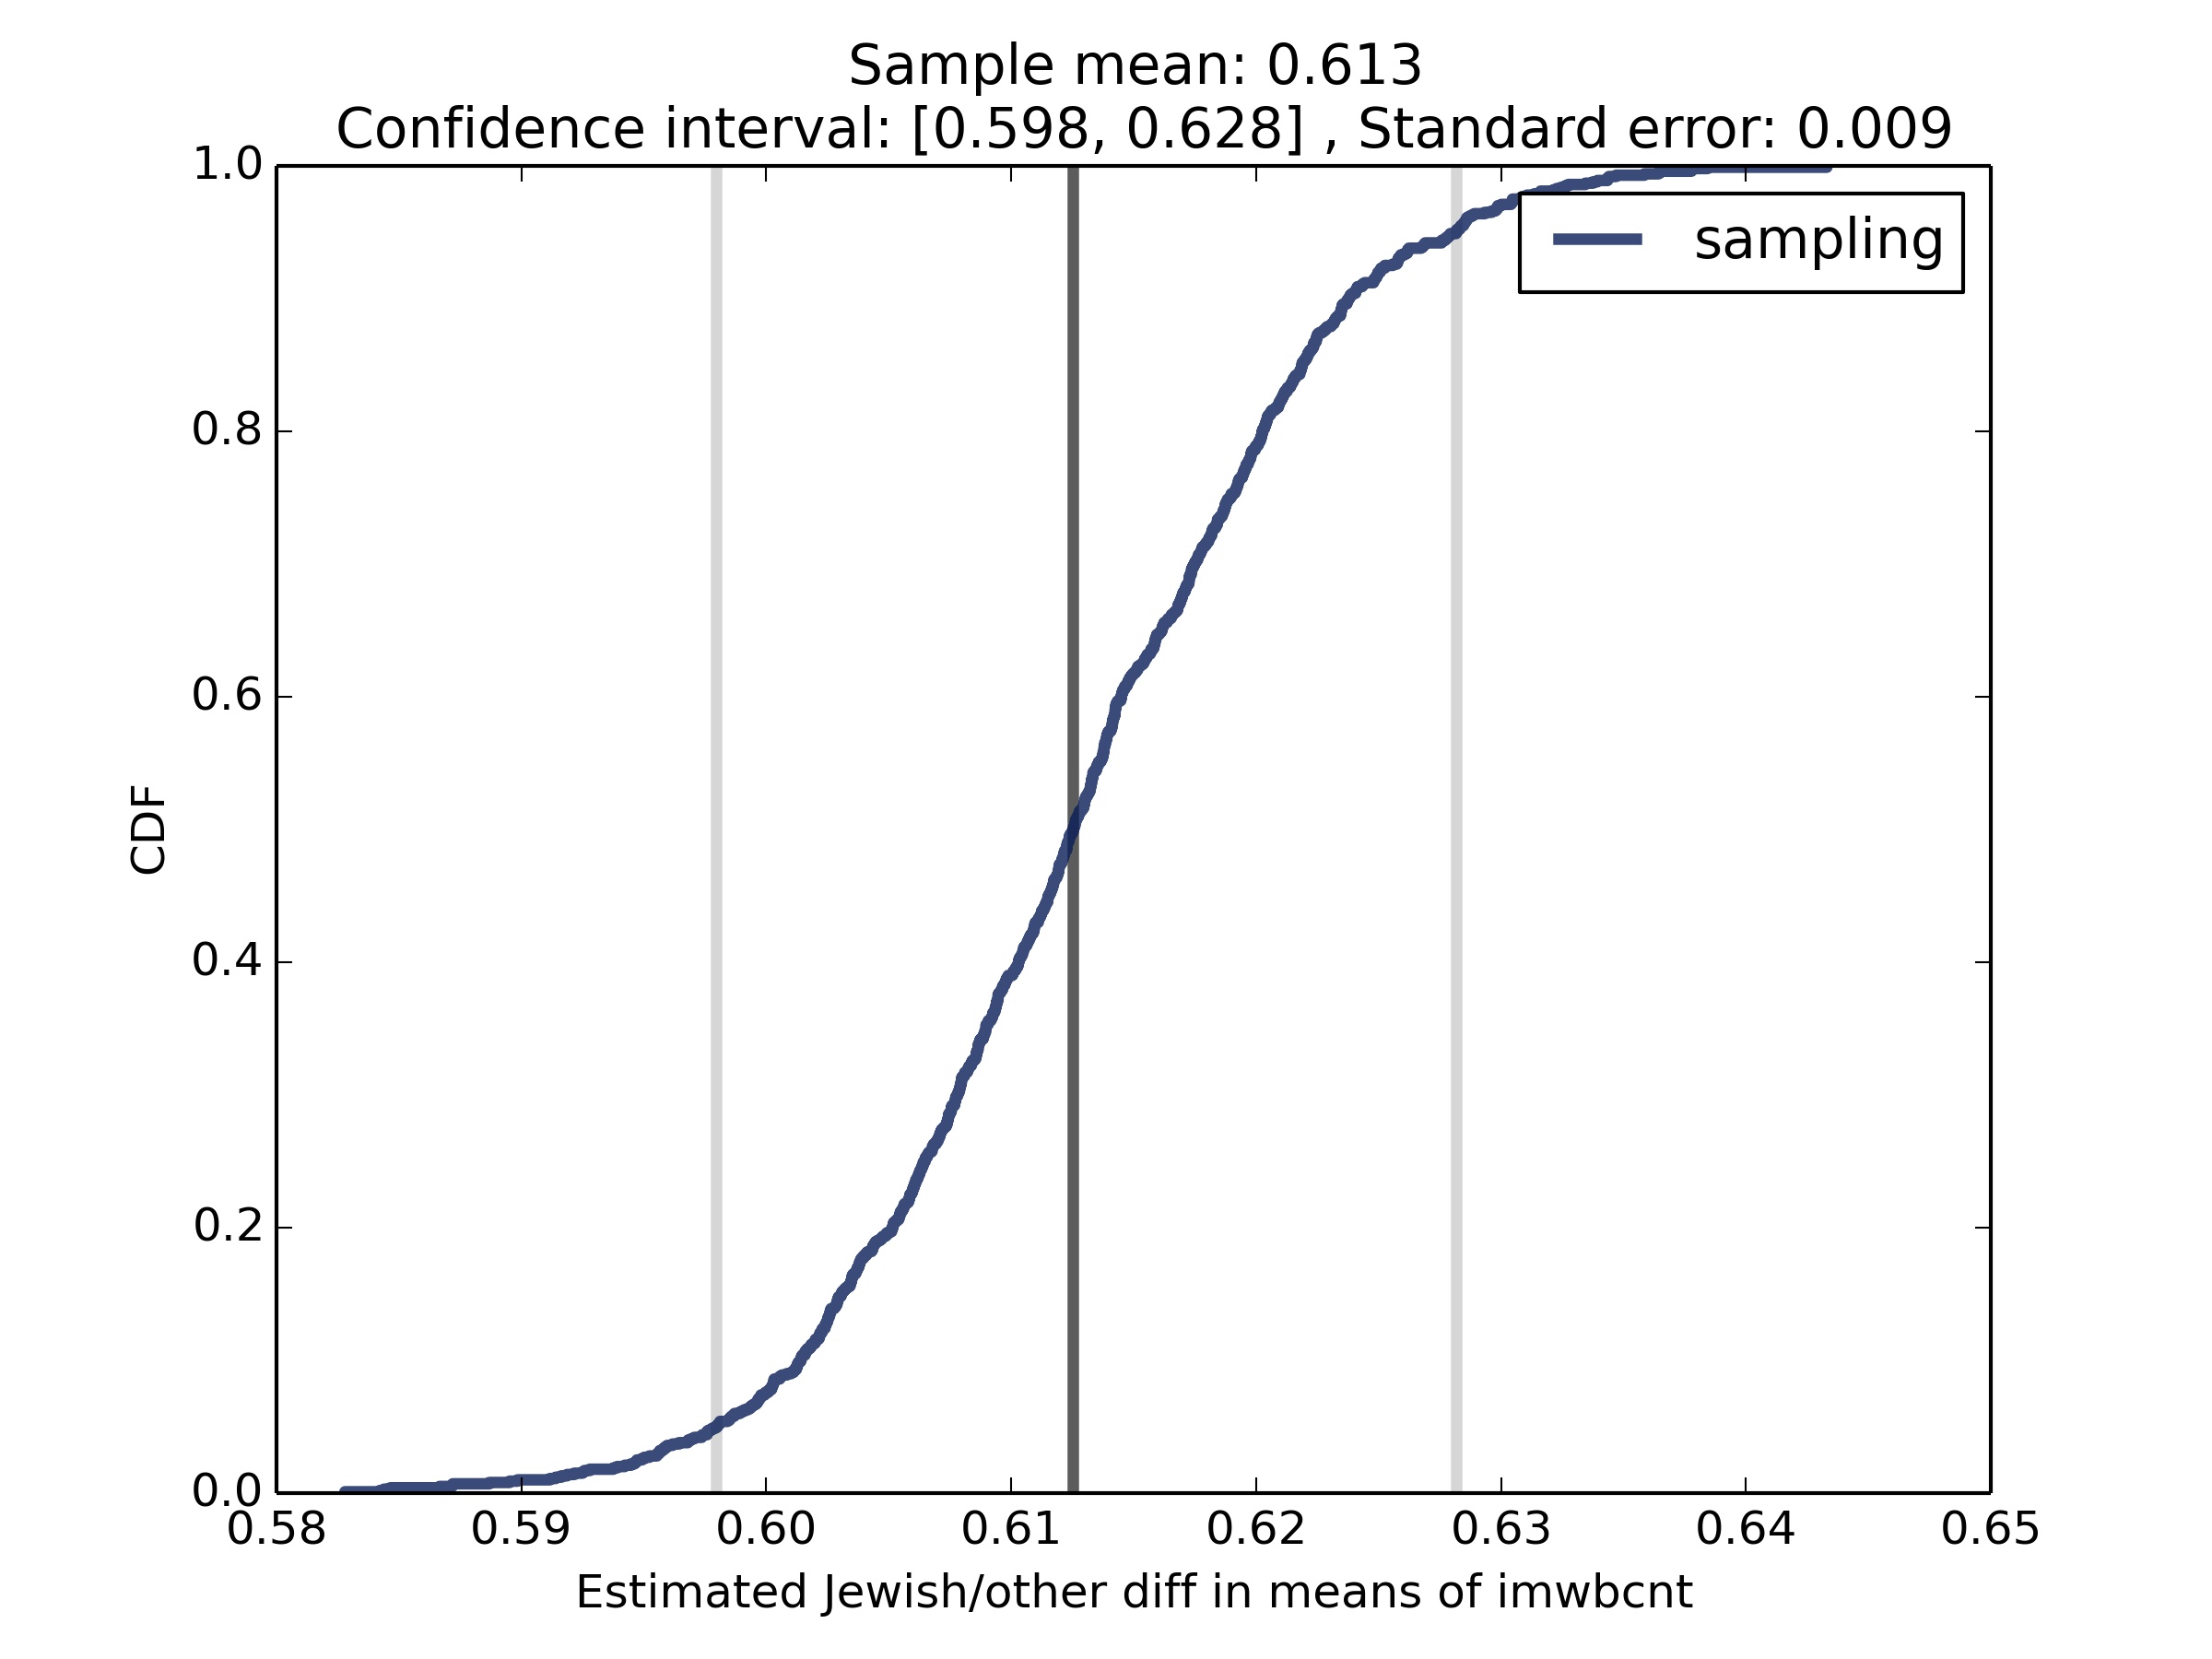 Sample mean: 0.613
Confidence interval: [0.598, 0.628] , Standard error: 0.009
1.0
sampling
0.8
0.6
CDF
0.4
0.2
0.0
0.58 0.59 0.60 0.61 0.62 0.63 0.64 0.65
Estimated Jewish/other diff in means of imwbcnt